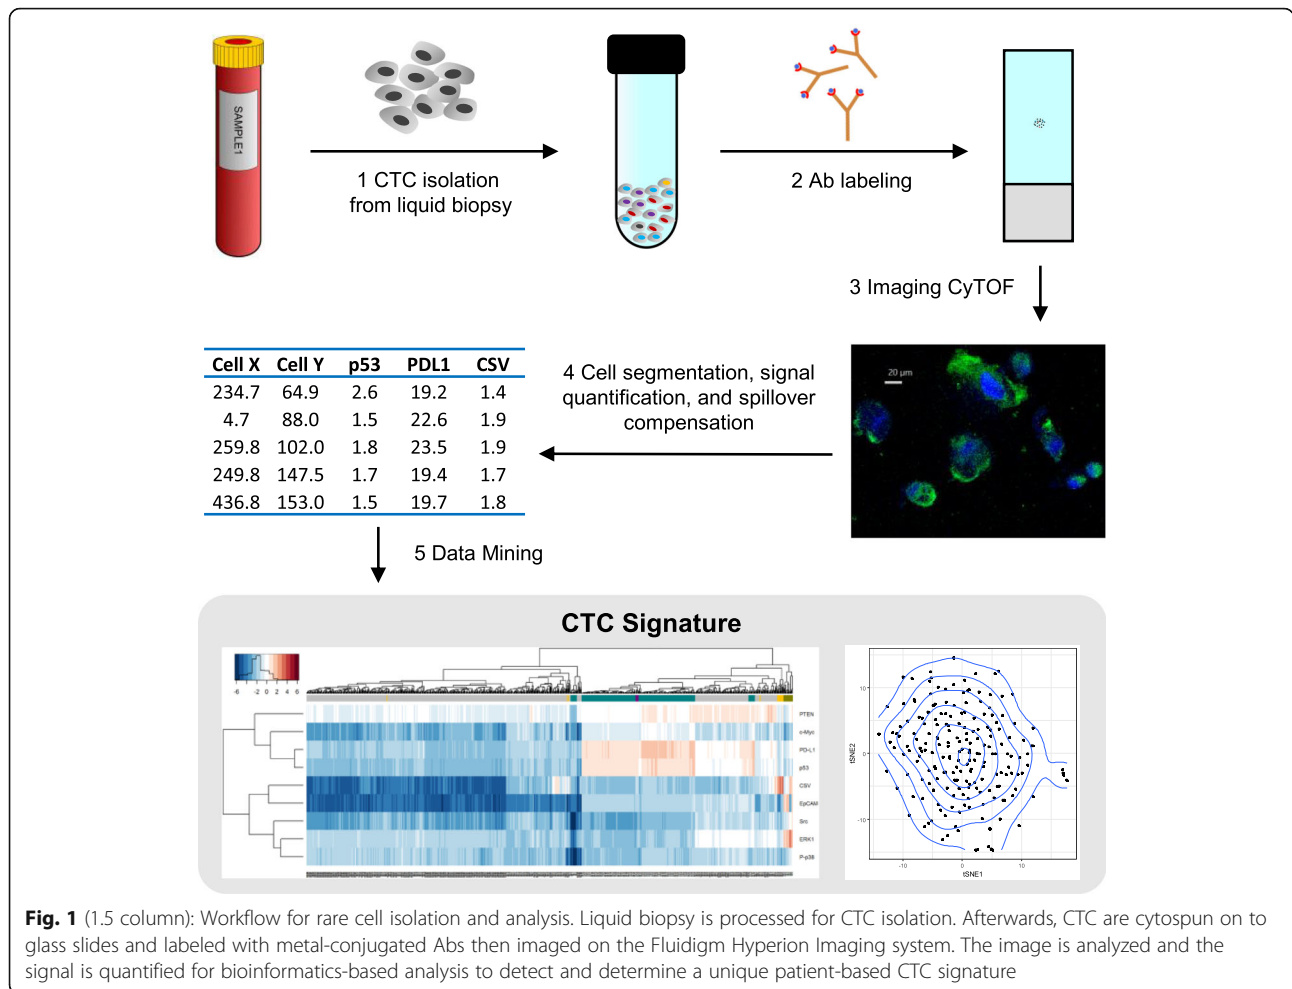 SAMPLE1
1 CTC isolation
from liquid biopsy
2 Ab labeling
3 Imaging CyTOF
20 µm
4 Cell segmentation, signal
quantification, and spillover
compensation
Cell X Cell Y p53 PDL1 CSV
234.7 64.9 2.6 19.2 1.4
4.7 88.0 1.5 22.6 1.9
259.8 102.0 1.8 23.5 1.9
249.8 147.5 1.7 19.4 1.7
436.8 153.0 1.5 19.7 1.8
5 Data Mining
CTC Signature
-6 -2 0 2 4 6
PTEN
c-Myc
PD-L1
p53
CSV
EpCAM
Src
ERK1
P-p38
10
0
-10
tSNE2
-10 0 10
tSNE1
Fig. 1 (1.5 column): Workflow for rare cell isolation and analysis. Liquid biopsy is processed for CTC isolation. Afterwards, CTC are cytospun on to
glass slides and labeled with metal-conjugated Abs then imaged on the Fluidigm Hyperion Imaging system. The image is analyzed and the
signal is quantified for bioinformatics-based analysis to detect and determine a unique patient-based CTC signature